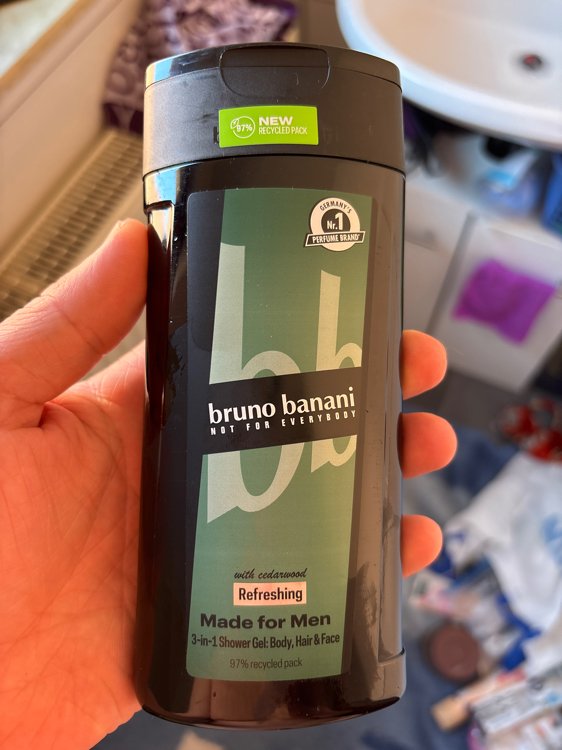 97%
NEW
RECYCLED PACK
GERMANY'S
Nr. 1
PERFUME BRAND*
bb
bruno banani
NOT FOR EVERYBODY
with cedarwood
Refreshing
Made for Men
3-in-1 Shower Gel: Body, Hair & Face
97% recycled pack